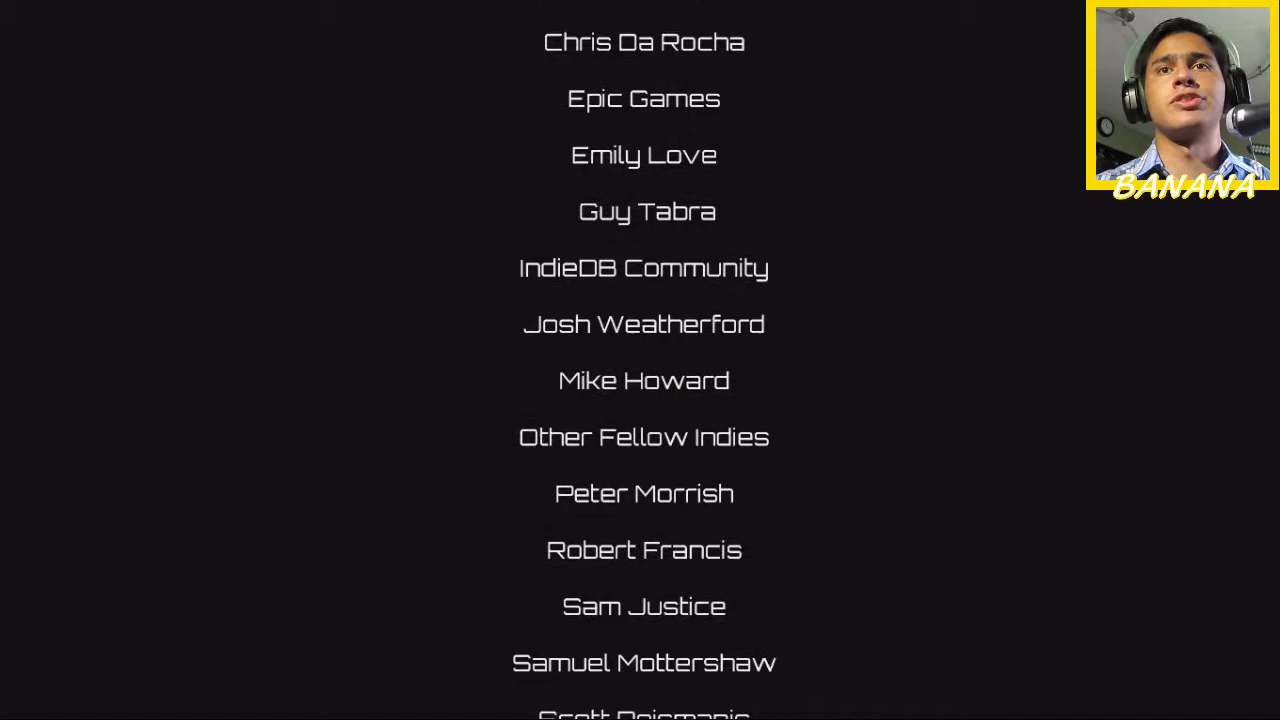 Chris Da Rocha
Epic Games
Emily Love
Guy Tabra
IndieDB Community
Josh Weatherford
Mike Howard
Other Fellow Indies
Peter Morrish
Robert Francis
Sam Justice
Samuel Mottershaw
Scott
BANANA